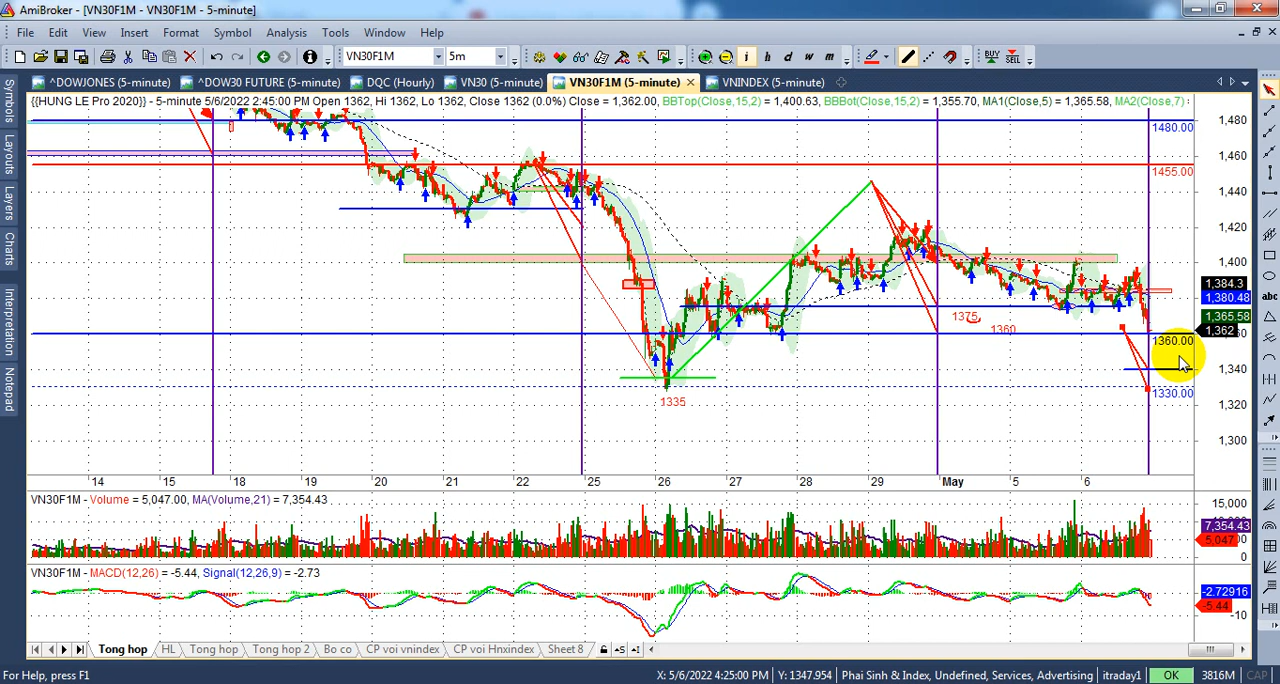 AmiBroker - [VN30F1M - VN30F1M - 5-minute]
File Edit View Insert Format Symbol Analysis Tools Window Help
VN30F1M 5m i h d w m BUY SELL
^DOWJONES (5-minute) ^DOW30 FUTURE (5-minute) DQC (Hourly) VN30 (5-minute) VN30F1M (5-minute) VNINDEX (5-minute)
{{HUNG LE Pro 2020}} - 5-minute 5/6/2022 2:45:00 PM Open 1362, Hi 1362, Lo 1362, Close 1362 (0.0%) Close = 1,362.00, BBTop(Close,15,2) = 1,400.63, BBBot(Close,15,2) = 1,355.70, MA1(Close,5) = 1,365.58, MA2(Close,7) =
Symbols
Layouts
Layers
Charts
Interpretation
Notepad
abc
1480.00
1455.00
1375
1360
1360.00
1335
1330.00
1,480
1,460
1,440
1,420
1,400
1,384.3
1,380.48
1,365.58
1,362
1,340
1,320
1,300
14 15 18 19 20 21 22 25 26 27 28 29 May 5 6
VN30F1M - Volume = 5,047.00, MA(Volume,21) = 7,354.43
15,000
7,354.43
5,047.00
0
VN30F1M - MACD(12,26) = -5.44, Signal(12,26,9) = -2.73
-2.72916
-5.44
-10
Tong hop HL Tong hop Tong hop 2 Bo co CP voi vnindex CP voi Hnxindex Sheet 8
For Help, press F1
X: 5/6/2022 4:25:00 PM Y: 1347.954 Phai Sinh & Index, Undefined, Services, Advertising itraday1 OK 3816M CAP